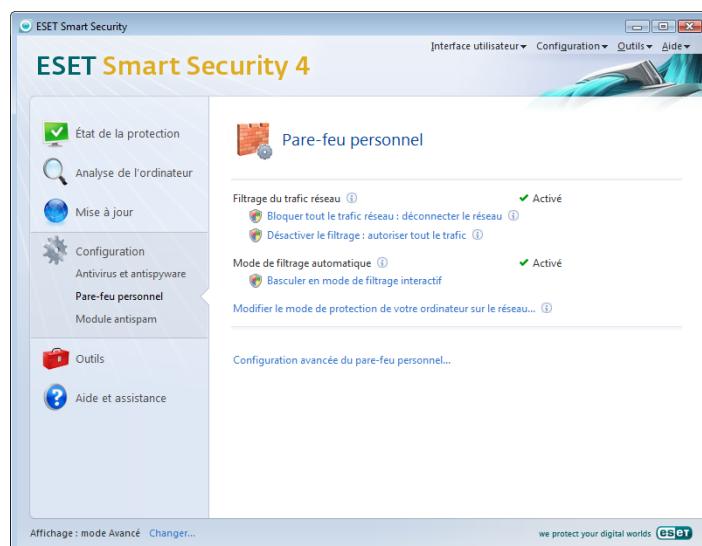 ESET Smart Security
Interface utilisateur Configuration Outils Aide
ESET Smart Security 4
État de la protection
Analyse de l'ordinateur
Mise à jour
Configuration
Antivirus et antispyware
Pare-feu personnel
Module antispam
Outils
Aide et assistance
Pare-feu personnel
Filtrage du trafic réseau Activé
Bloquer tout le trafic réseau : déconnecter le réseau
Désactiver le filtrage : autoriser tout le trafic
Mode de filtrage automatique Activé
Basculer en mode de filtrage interactif
Modifier le mode de protection de votre ordinateur sur le réseau...
Configuration avancée du pare-feu personnel...
Affichage : mode Avancé Changer...
we protect your digital worlds eset